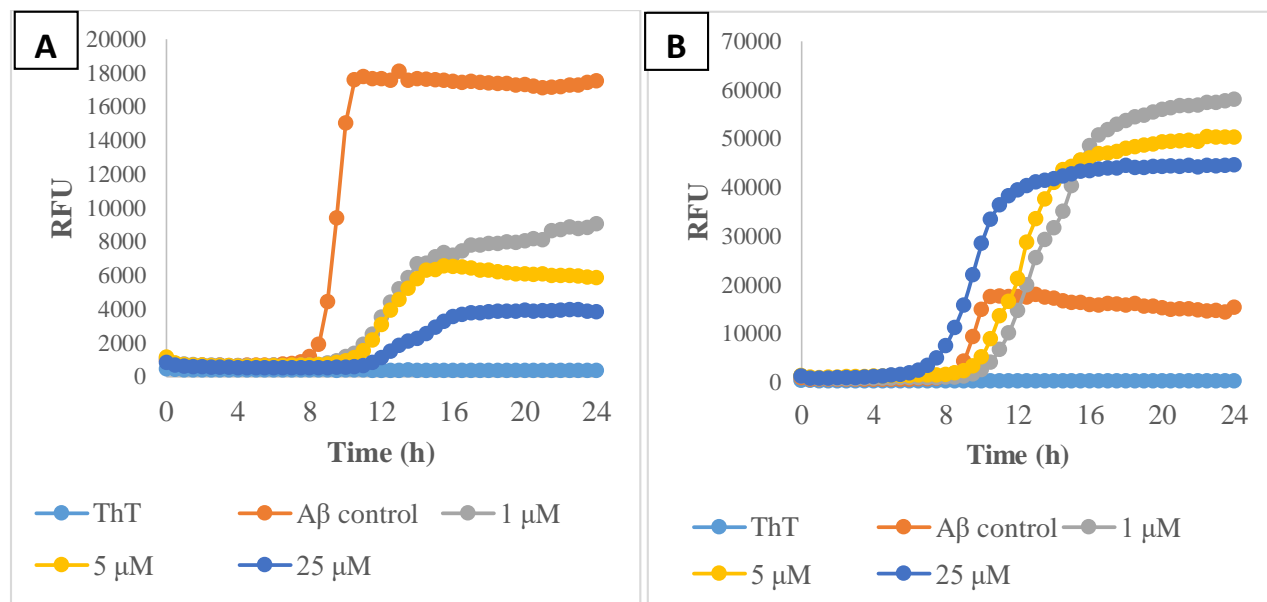 A
20000
18000
16000
14000
12000
10000
8000
6000
4000
2000
0
RFU
0 4 8 12 16 20 24
Time (h)
ThT Aβ control 1 μM
5 μM 25 μM
B
70000
60000
50000
40000
30000
20000
10000
0
RFU
0 4 8 12 16 20 24
Time (h)
ThT Aβ control 1 μM
5 μM 25 μM